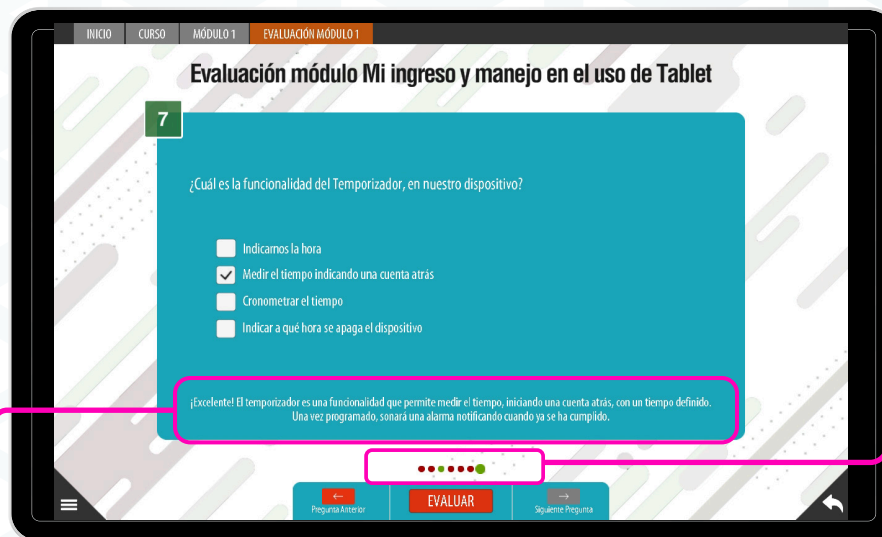 INICIO CURSO MÓDULO 1 EVALUACIÓN MÓDULO 1
Evaluación módulo Mi ingreso y manejo en el uso de Tablet
7
¿Cuál es la funcionalidad del Temporizador, en nuestro dispositivo?
Indicarnos la hora
Medir el tiempo indicando una cuenta atrás
Cronometrar el tiempo
Indicar a qué hora se apaga el dispositivo
¡Excelente! El temporizador es una funcionalidad que permite medir el tiempo, iniciando una cuenta atrás, con un tiempo definido.
Una vez programado, sonará una alarma notificando cuando ya se ha cumplido.
Pregunta Anterior EVALUAR Siguiente Pregunta